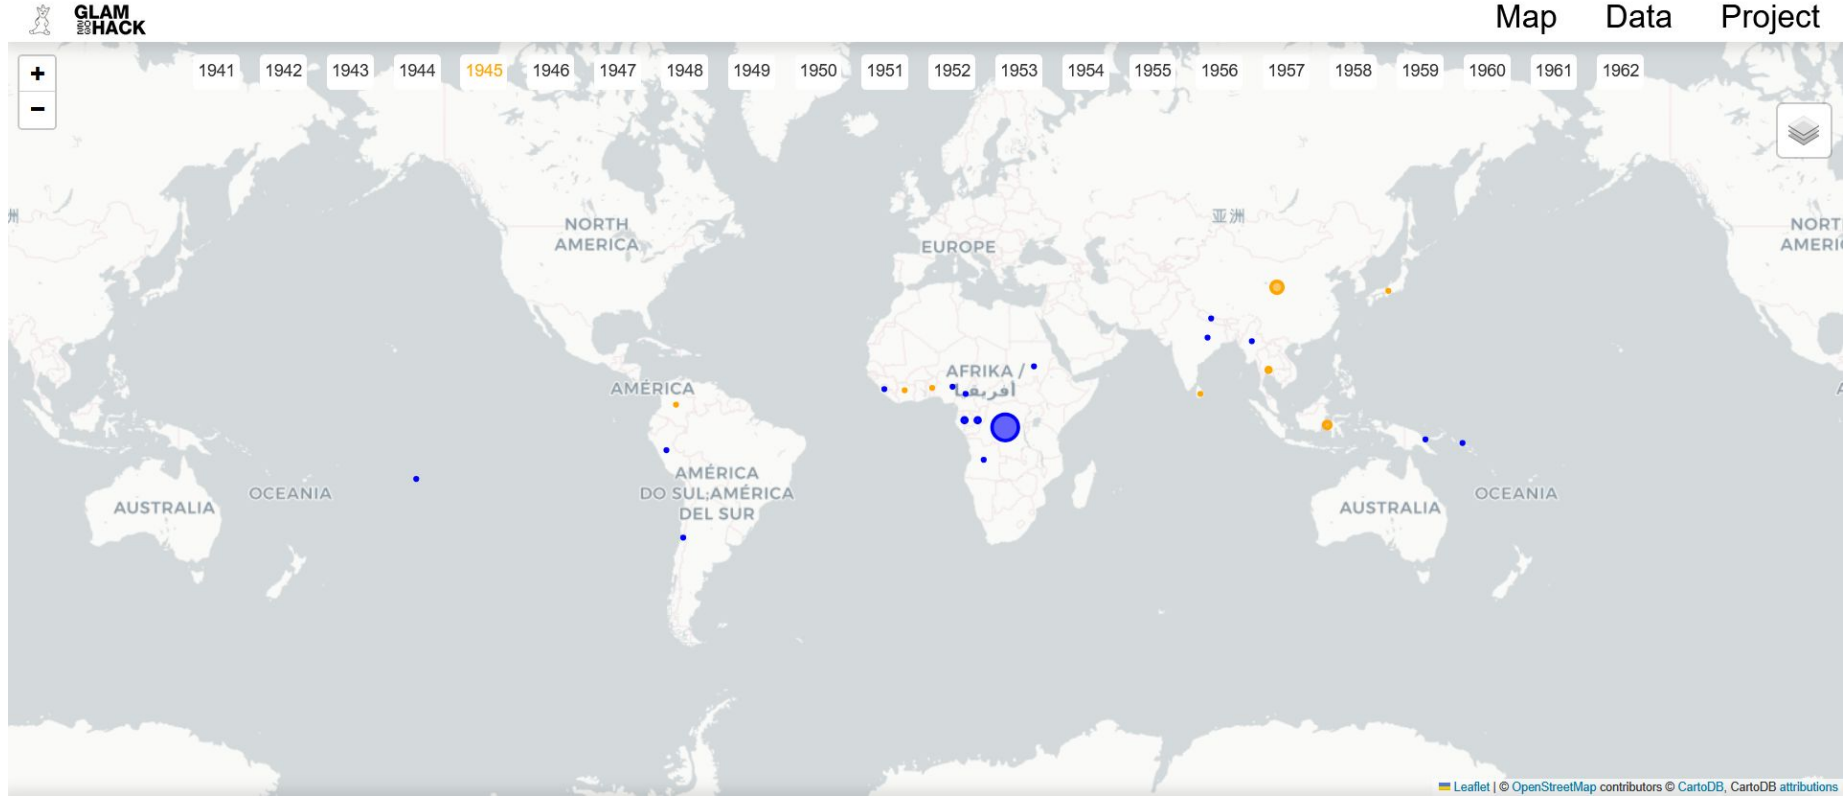 GLAM
HACK
Map Data Project
+
−
1941 1942 1943 1944 1945 1946 1947 1948 1949 1950 1951 1952 1953 1954 1955 1956 1957 1958 1959 1960 1961 1962
洲
亚洲
NORTH
AMERICA
NORT
AMERI
EUROPE
AFRIKA /
أفريقيا
AMÉRICA
A
AMÉRICA
DO SUL;AMÉRICA
DEL SUR
OCEANIA
OCEANIA
AUSTRALIA
AUSTRALIA
Leaflet | © OpenStreetMap contributors © CartoDB, CartoDB attributions